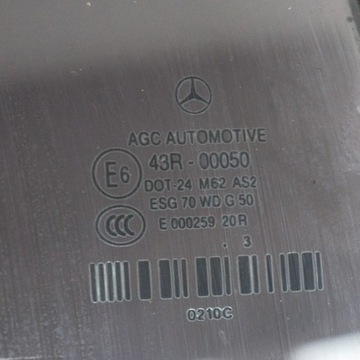 AGC AUTOMOTIVE
E6 43R - 00050
DOT-24 M62 AS2
ESG 70 WD G 50
CCC E 000259 20R
3
0210C